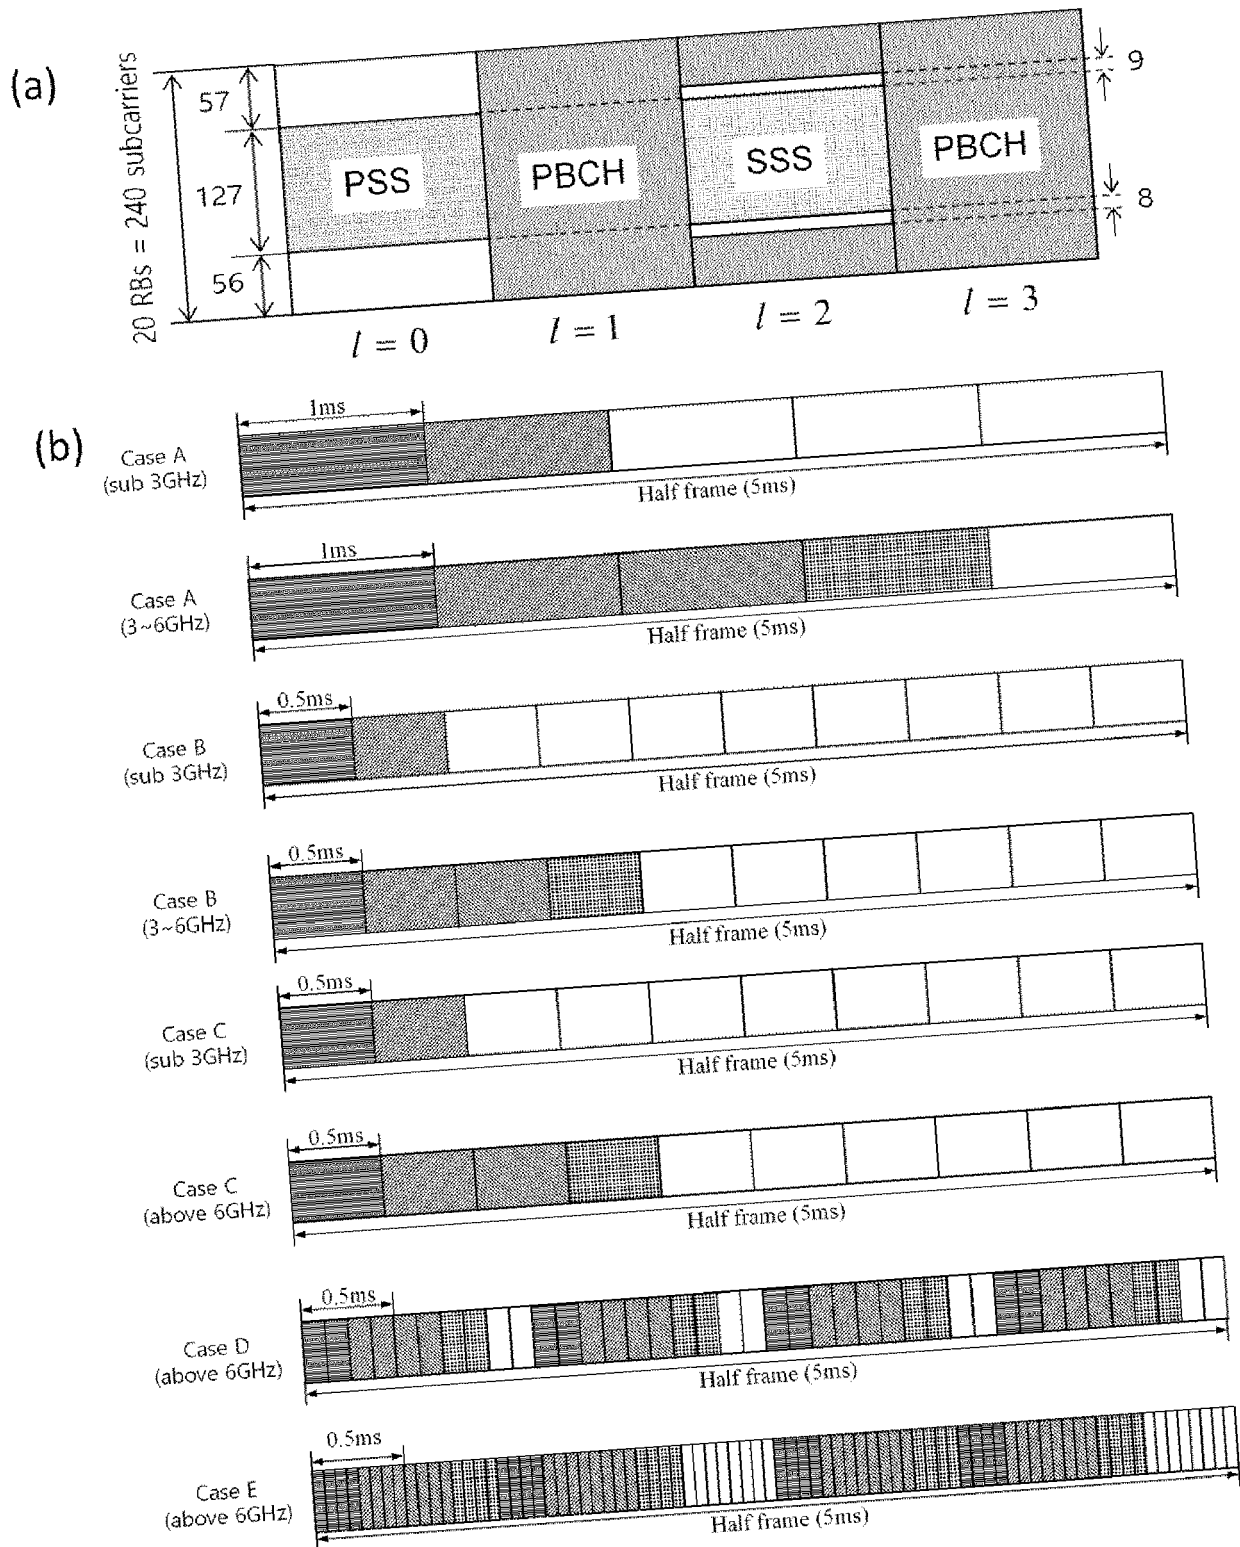 (a)
20 RBs = 240 subcarriers
57
127
56
PSS
PBCH
SSS
PBCH
9
8
l = 0
l = 1
l = 2
l = 3
(b)
Case A
(sub 3GHz)
1ms
Half frame (5ms)
Case A
(3~6GHz)
1ms
Half frame (5ms)
Case B
(sub 3GHz)
0.5ms
Half frame (5ms)
Case B
(3~6GHz)
0.5ms
Half frame (5ms)
Case C
(sub 3GHz)
0.5ms
Half frame (5ms)
Case C
(above 6GHz)
0.5ms
Half frame (5ms)
Case D
(above 6GHz)
0.5ms
Half frame (5ms)
Case E
(above 6GHz)
0.5ms
Half frame (5ms)